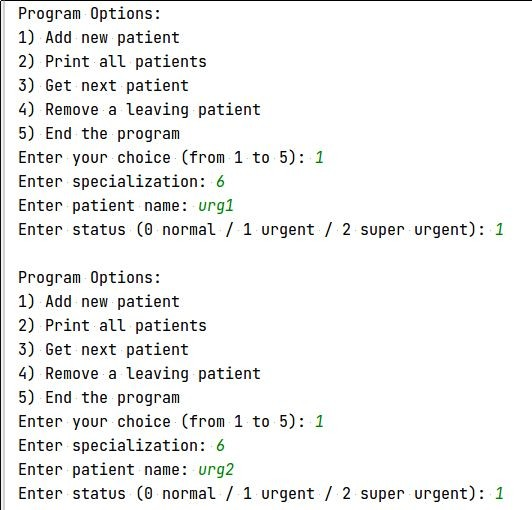 Program Options:
1) Add new patient
2) Print all patients
3) Get next patient
4) Remove a leaving patient
5) End the program
Enter your choice (from 1 to 5): 1
Enter specialization: 6
Enter patient name: urg1
Enter status (0 normal / 1 urgent / 2 super urgent): 1
Program Options:
1) Add new patient
2) Print all patients
3) Get next patient
4) Remove a leaving patient
5) End the program
Enter your choice (from 1 to 5): 1
Enter specialization: 6
Enter patient name: urg2
Enter status (0 normal / 1 urgent / 2 super urgent): 1